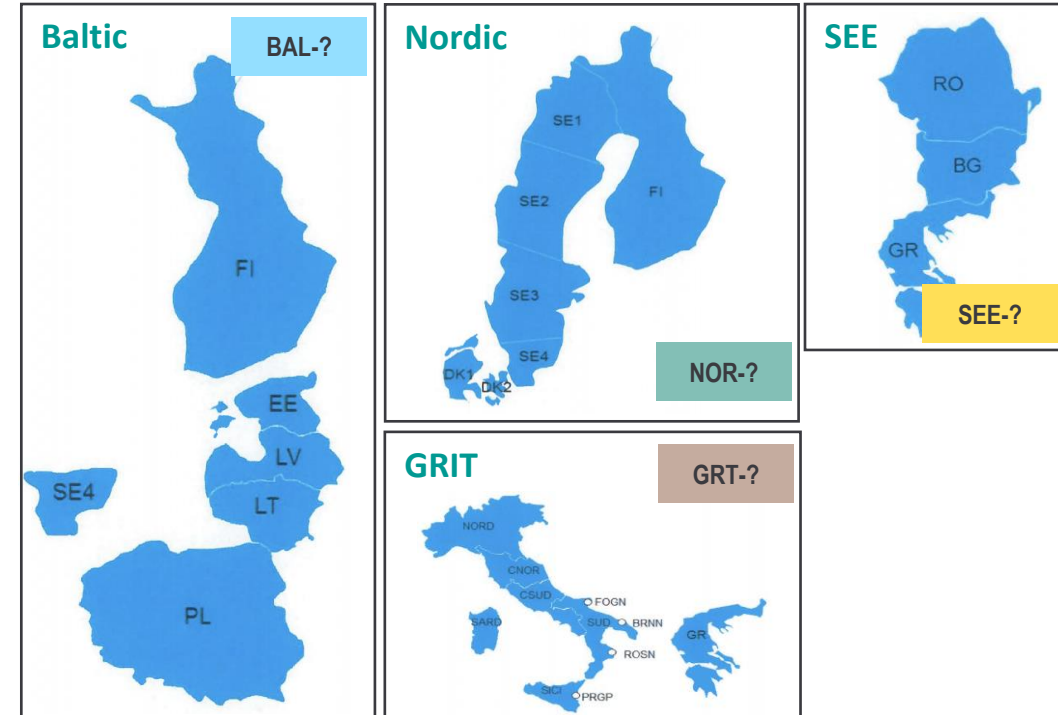 Baltic
BAL-?
FI
EE
LV
SE4
LT
PL
Nordic
SE1
SE2
FI
SE3
SE4
DK1
DK2
NOR-?
SEE
RO
BG
GR
SEE-?
GRIT
GRT-?
NORD
CNOR
CSUD
FOGN
SARD
SUD
BRNN
GR
ROSN
SICI
PRGP